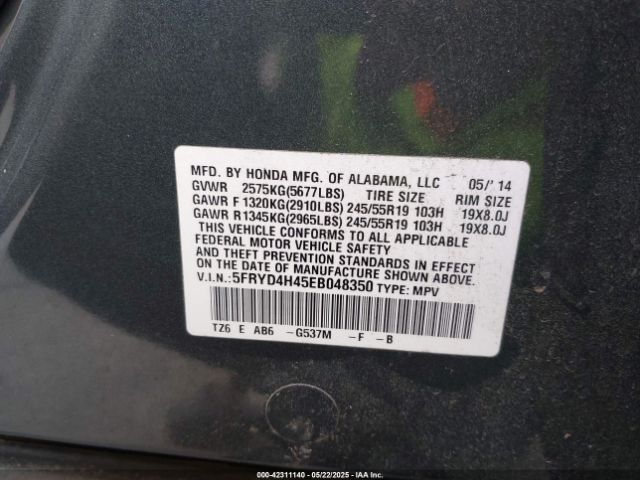 MFD. BY HONDA MFG. OF ALABAMA, LLC 05/' 14
GVWR 2575KG(5677LBS) TIRE SIZE RIM SIZE
GAWR F 1320KG(2910LBS) 245/55R19 103H 19X8.0J
GAWR R 1345KG(2965LBS) 245/55R19 103H 19X8.0J
THIS VEHICLE CONFORMS TO ALL APPLICABLE
FEDERAL MOTOR VEHICLE SAFETY
AND THEFT PREVENTION STANDARDS IN EFFECT
ON THE DATE OF MANUFACTURE SHOWN ABOVE.
V.I.N.:5FRYD4H45EB048350 TYPE: MPV
TZ6 E AB6 -G537M -F -B
000-42311140 - 05/22/2025 - IAA Inc.